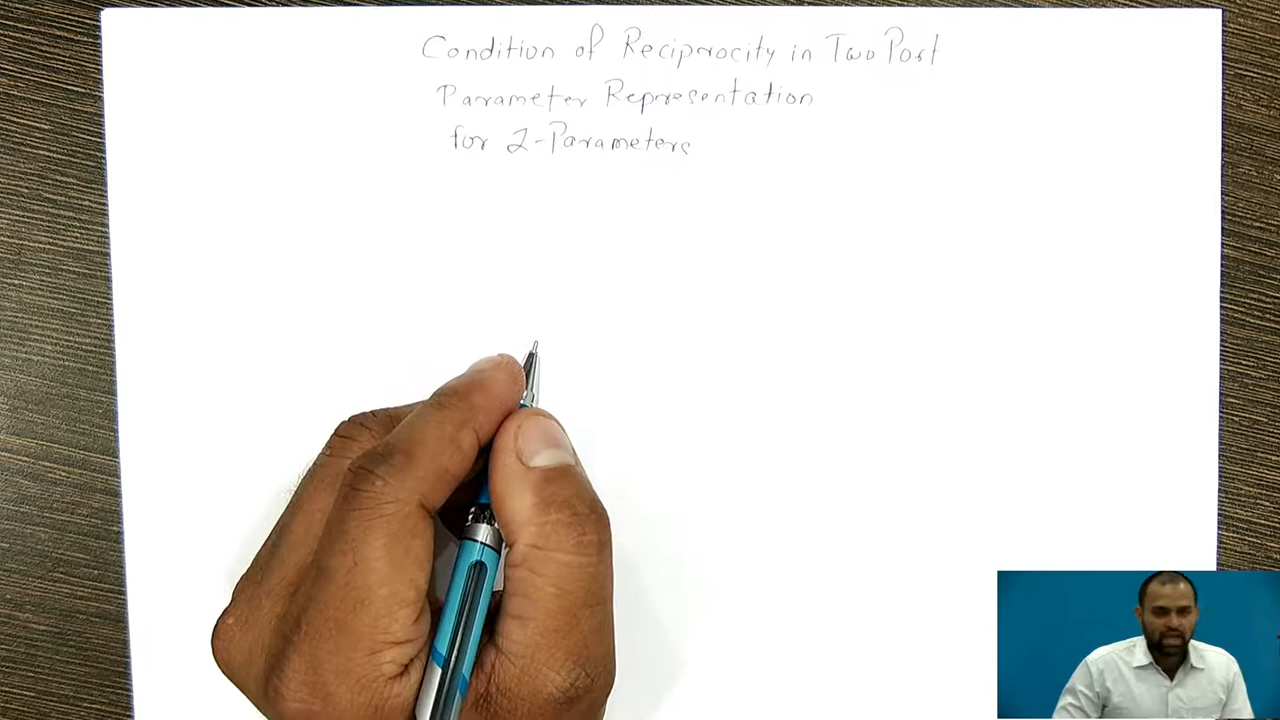 Condition of Reciprocity in Two Port
Parameter Representation
for Z-Parameters